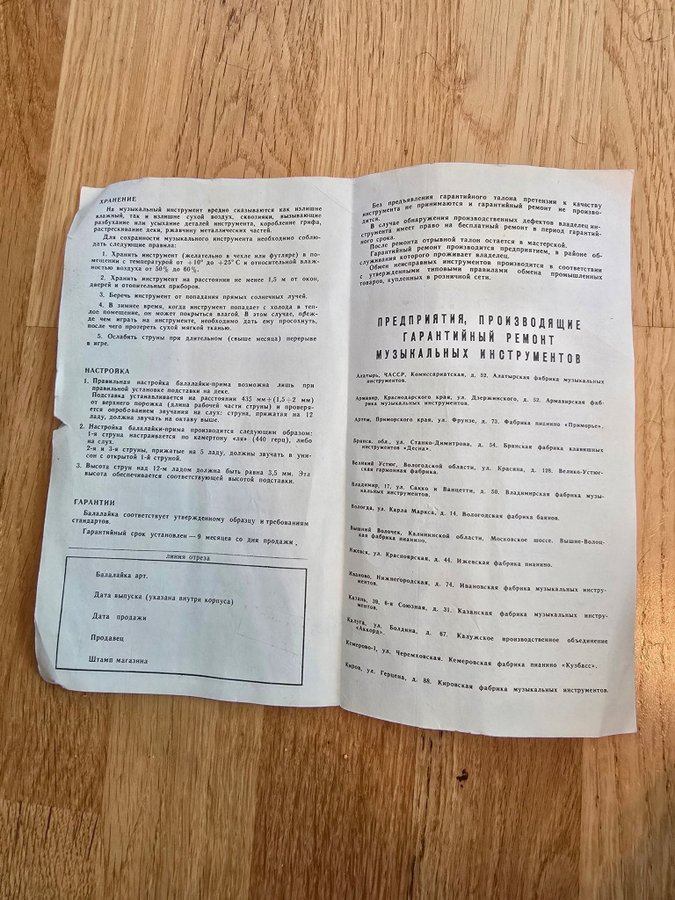 ХРАНЕНИЕ
На музыкальный инструмент вредно сказываются как излишне
влажный, так и излишне сухой воздух, сквозняки, вызывающие
разбухание или усыхание деталей инструмента, коробление грифа,
растрескивание деки, ржавчину металлических частей.
Для сохранности музыкального инструмента необходимо соблю-
дать следующие правила:
1. Хранить инструмент (желательно в чехле или футляре) в по-
мещении с температурой от +10° до +25°С и относительной влаж-
ностью воздуха от 50% до 60%.
2. Хранить инструмент на расстоянии не менее 1,5 м от окон,
дверей и отопительных приборов.
3. Беречь инструмент от попадания прямых солнечных лучей.
4. В зимнее время, когда инструмент попадает с холода в теп-
лое помещение, он может покрыться влагой. В этом случае, преж-
де чем играть на инструменте, необходимо дать ему просохнуть,
после чего протереть сухой мягкой тканью.
5. Ослабить струны при длительном (свыше месяца) перерыве
в игре.
НАСТРОЙКА
1. Правильная настройка балалайки-прима возможна лишь при
правильной установке подставки на деке.
Подставка устанавливается на расстоянии 435 мм+(1,5÷2 мм)
от верхнего порожка (длина рабочей части струны) и проверя-
ется опробованием звучания на слух: струна, прижатая на 12
ладу, должна звучать на октаву выше.
2. Настройка балалайки-прима производится следующим образом:
1-я струна настраивается по камертону «ля» (440 герц), либо
на слух.
2-я и 3-я струны, прижатые на 5 ладу, должны звучать в уни-
сон с открытой 1-й струной.
3. Высота струн над 12-м ладом должна быть равна 3,5 мм. Эта
высота обеспечивается соответствующей высотой подставки.
ГАРАНТИИ
Балалайка соответствует утвержденному образцу и требованиям
стандартов.
Гарантийный срок установлен — 9 месяцев со дня продажи.
линия отреза
Балалайка арт.
Дата выпуска (указана внутри корпуса)
Дата продажи
Продавец
Штамп магазина
Без предъявления гарантийного талона претензии к качеству
инструмента не принимаются и гарантийный ремонт не произво-
дится.
В случае обнаружения производственных дефектов владелец ин-
струмента имеет право на бесплатный ремонт в период гарантий-
ного срока.
После ремонта отрывной талон остается в мастерской.
Гарантийный ремонт производится предприятием, в районе об-
служивания которого проживает владелец.
Обмен неисправных инструментов производится в соответствии
с утвержденными типовыми правилами обмена промышленных
товаров, купленных в розничной сети.
ПРЕДПРИЯТИЯ, ПРОИЗВОДЯЩИЕ
ГАРАНТИЙНЫЙ РЕМОНТ
МУЗЫКАЛЬНЫХ ИНСТРУМЕНТОВ
Алатырь, ЧАССР, Комиссариатская, д. 52. Алатырская фабрика музыкальных
инструментов.
Армавир, Краснодарского края, ул. Дзержинского, д. 52. Армавирская фаб-
рика музыкальных инструментов.
Артем, Приморского края, ул. Фрунзе, д. 73. Фабрика пианино «Приморье».
Брянск, обл., ул. Станко-Димитрова, д. 54. Брянская фабрика клавишных
инструментов «Десна».
Великий Устюг, Вологодской области, ул. Красина, д. 128. Велико-Устюг-
ская гармонная фабрика.
Владимир, 17, ул. Сакко и Ванцетти, д. 50. Владимирская фабрика музы-
кальных инструментов.
Вологда, ул. Карла Маркса, д. 14. Вологодская фабрика баянов.
Вышний Волочек, Калининской области, Московское шоссе. Вышне-Волоц-
кая фабрика пианино.
Ижевск, ул. Красноярская, д. 44. Ижевская фабрика пианино.
Иваново, Нижнегородская, д. 74. Ивановская фабрика музыкальных инстру-
ментов.
Казань, 30, 6-я Союзная, д. 31. Казанская фабрика музыкальных инстру-
ментов.
Калуга, ул. Болдина, д. 67. Калужское производственное объединение
«Аккорд».
Кемерово-1, ул. Черемховская. Кемеровская фабрика пианино «Кузбасс».
Киров, ул. Герцена, д. 88. Кировская фабрика музыкальных инструментов.